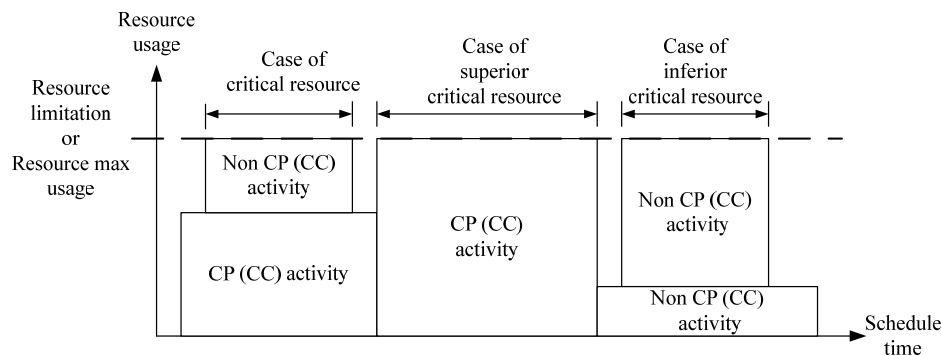 Resource
usage
Resource
limitation
or
Resource max
usage
Case of
critical resource
Case of
superior
critical resource
Case of
inferior
critical resource
Non CP (CC)
activity
CP (CC) activity
CP (CC)
activity
Non CP (CC)
activity
Non CP (CC)
activity
Schedule
time